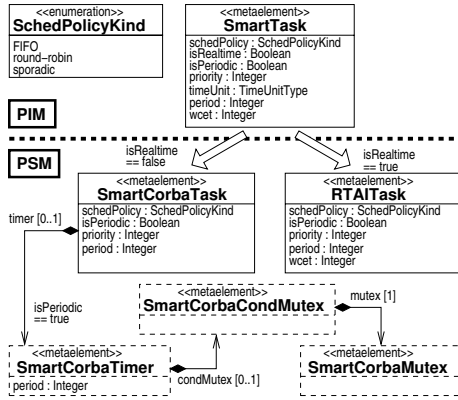 <<enumeration>>
SchedPolicyKind
FIFO
round-robin
sporadic
<<metaelement>>
SmartTask
schedPolicy : SchedPolicyKind
isRealtime : Boolean
isPeriodic : Boolean
priority : Integer
timeUnit : TimeUnitType
period : Integer
wcet : Integer
PIM
PSM
isRealtime
== false
isRealtime
== true
<<metaelement>>
SmartCorbaTask
schedPolicy : SchedPolicyKind
isPeriodic : Boolean
priority : Integer
period : Integer
<<metaelement>>
RTAITask
schedPolicy : SchedPolicyKind
isPeriodic : Boolean
priority : Integer
period : Integer
wcet : Integer
timer [0..1]
isPeriodic
== true
<<metaelement>>
SmartCorbaCondMutex
mutex [1]
<<metaelement>>
SmartCorbaTimer
period : Integer
condMutex [0..1]
<<metaelement>>
SmartCorbaMutex